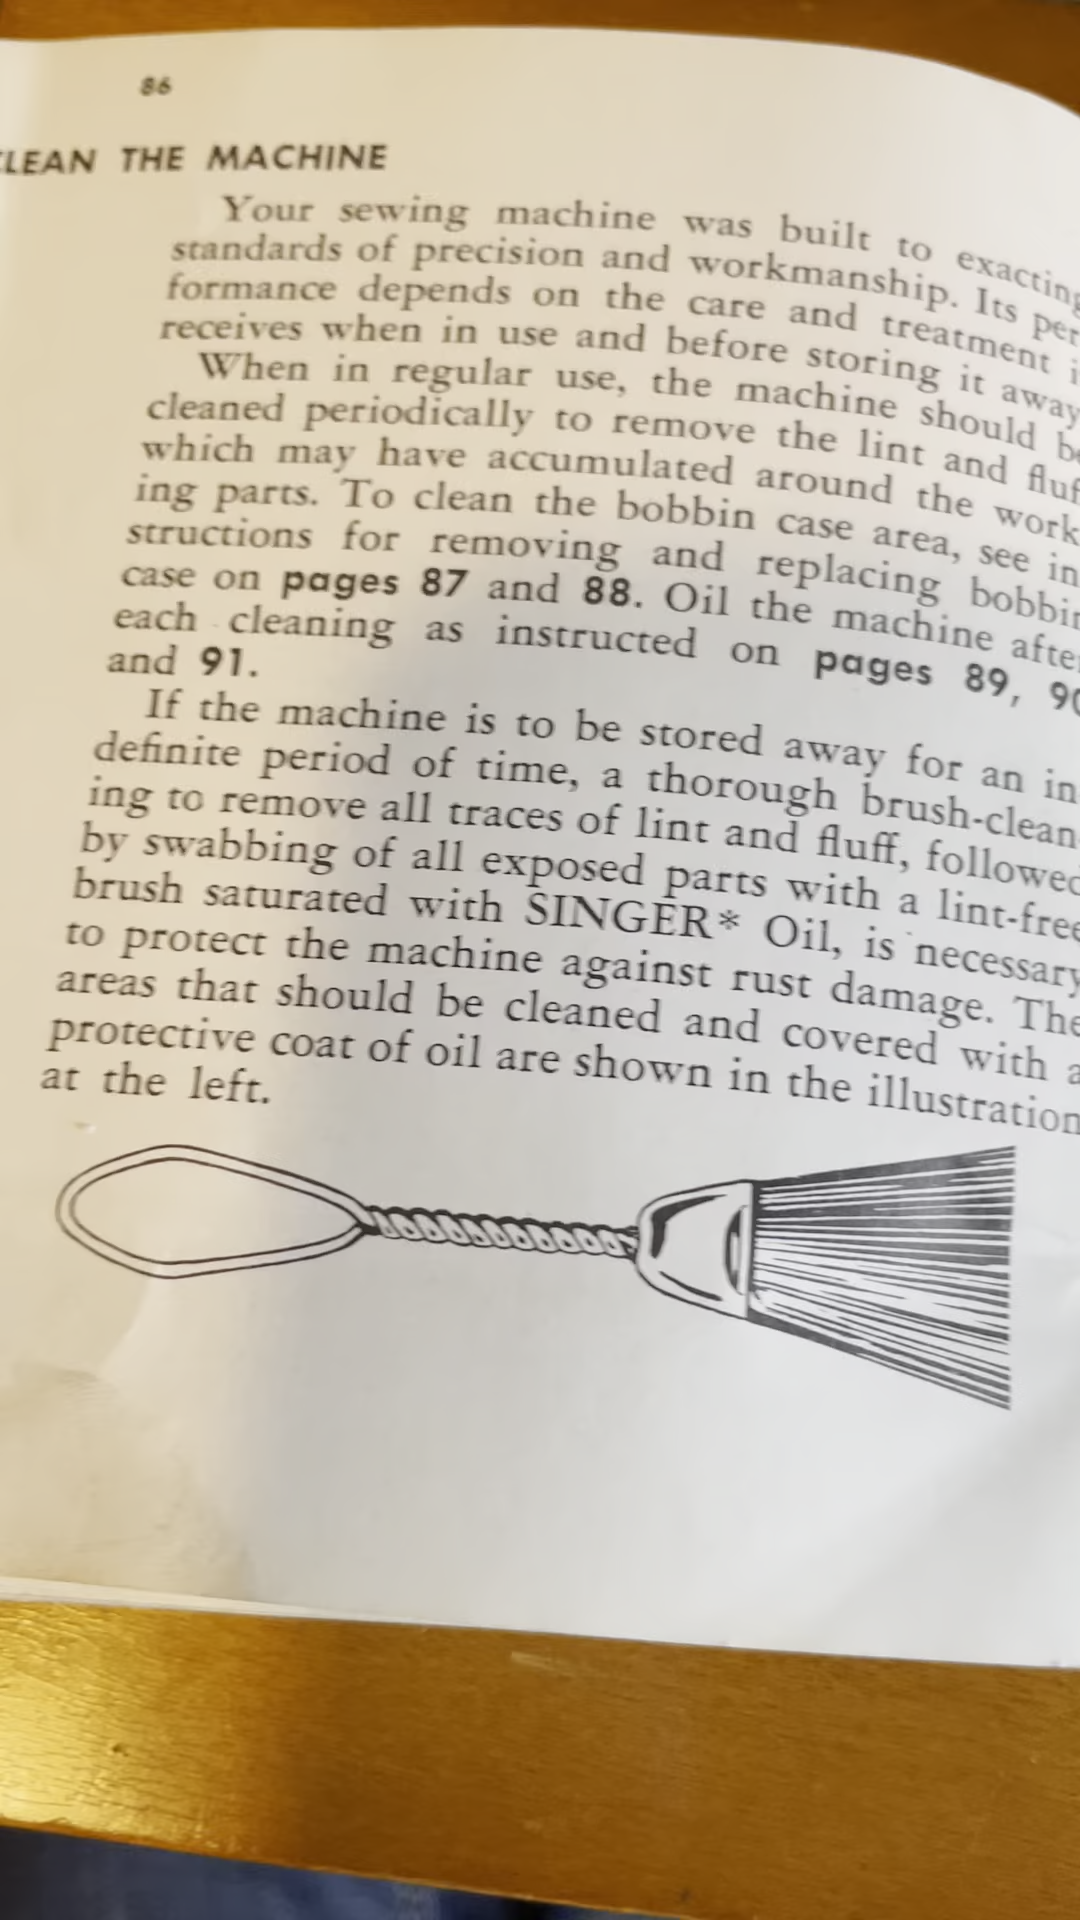 86
CLEAN THE MACHINE
Your sewing machine was built to exacting
standards of precision and workmanship. Its per
formance depends on the care and treatment i
receives when in use and before storing it away
When in regular use, the machine should be
cleaned periodically to remove the lint and fluf
which may have accumulated around the work
ing parts. To clean the bobbin case area, see in
structions for removing and replacing bobbin
case on pages 87 and 88. Oil the machine after
each cleaning as instructed on pages 89, 90
and 91.
If the machine is to be stored away for an in
definite period of time, a thorough brush-clean-
ing to remove all traces of lint and fluff, followed
by swabbing of all exposed parts with a lint-free
brush saturated with SINGER* Oil, is necessary
to protect the machine against rust damage. The
areas that should be cleaned and covered with a
protective coat of oil are shown in the illustration
at the left.